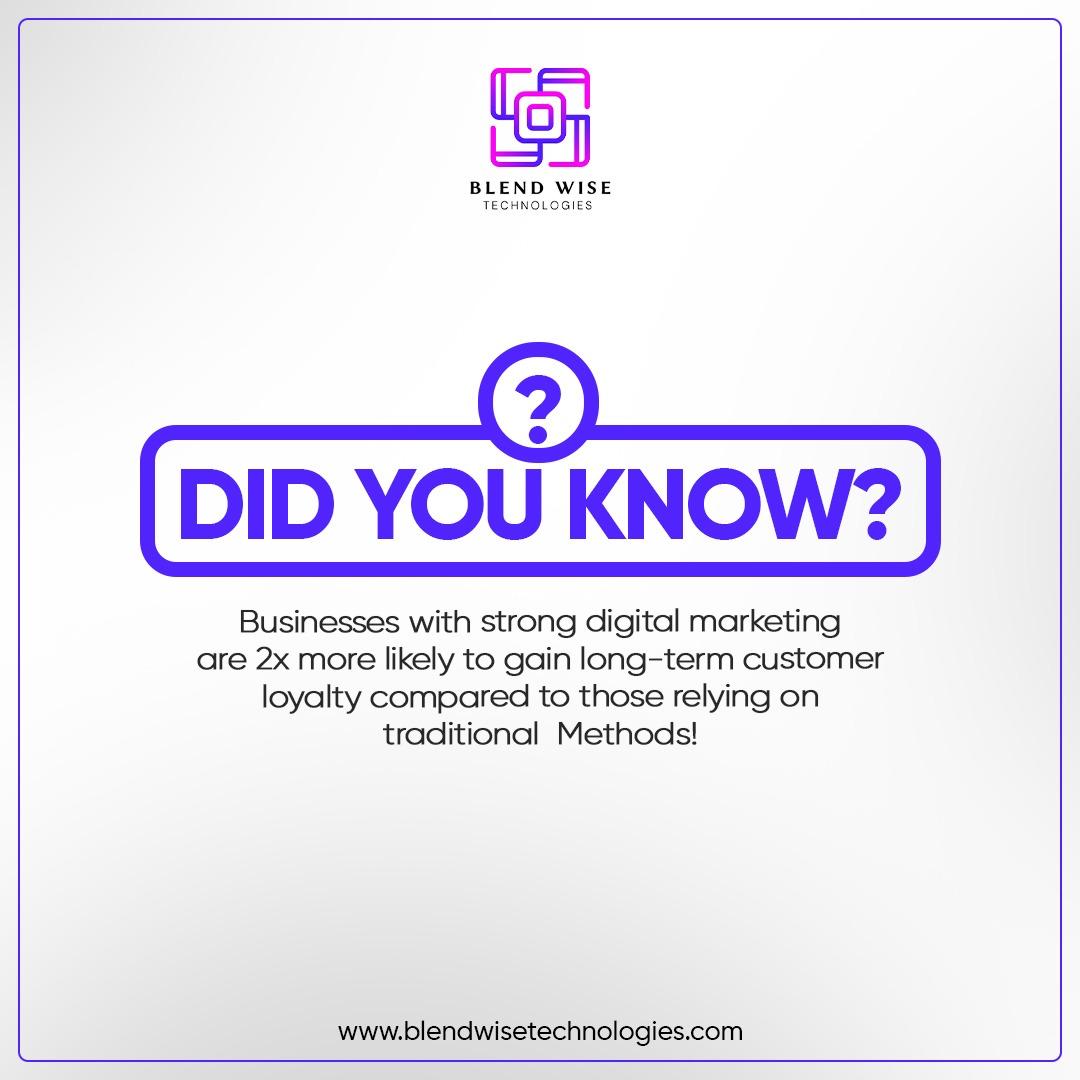 BLEND WISE
TECHNOLOGIES
?
DID YOU KNOW?
Businesses with strong digital marketing
are 2x more likely to gain long-term customer
loyalty compared to those relying on
traditional  Methods!
www.blendwisetechnologies.com